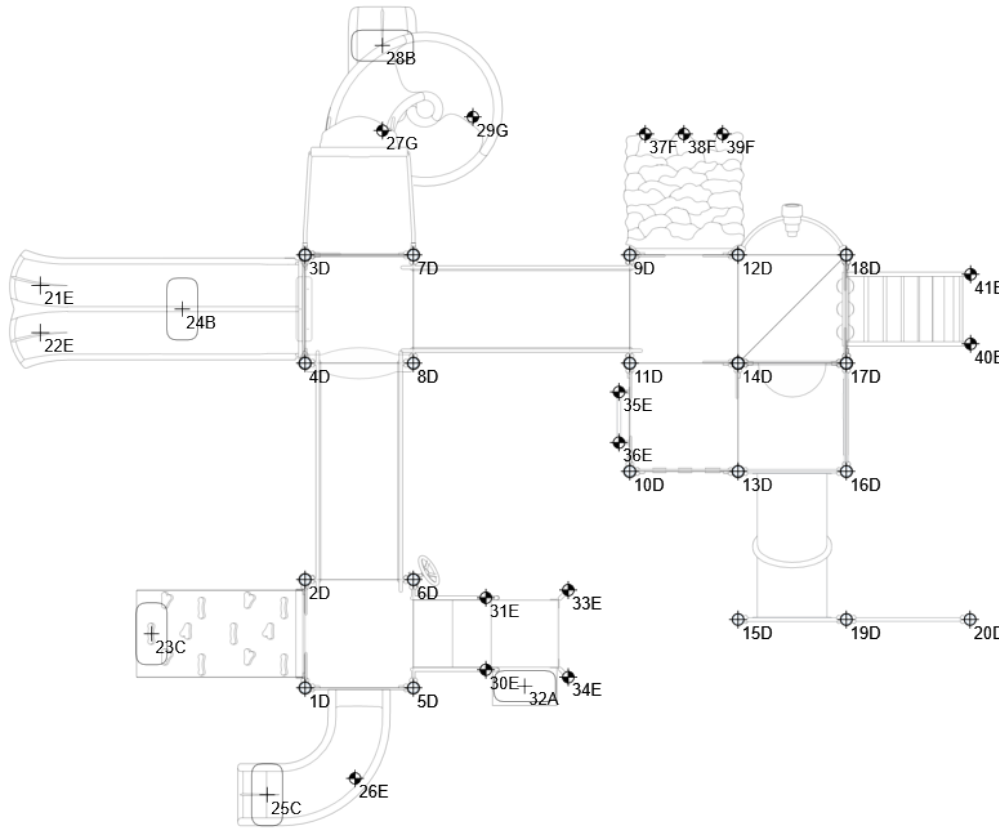 28B
29G
27G
37F 38F 39F
3D 7D 9D 12D 18D
41E
21E
24B
22E
40E
4D 8D 11D 14D 17D
35E
36E
10D 13D 16D
2D 6D
31E 33E
23C
15D 19D 20D
30E 34E
1D 5D 32A
26E
25C